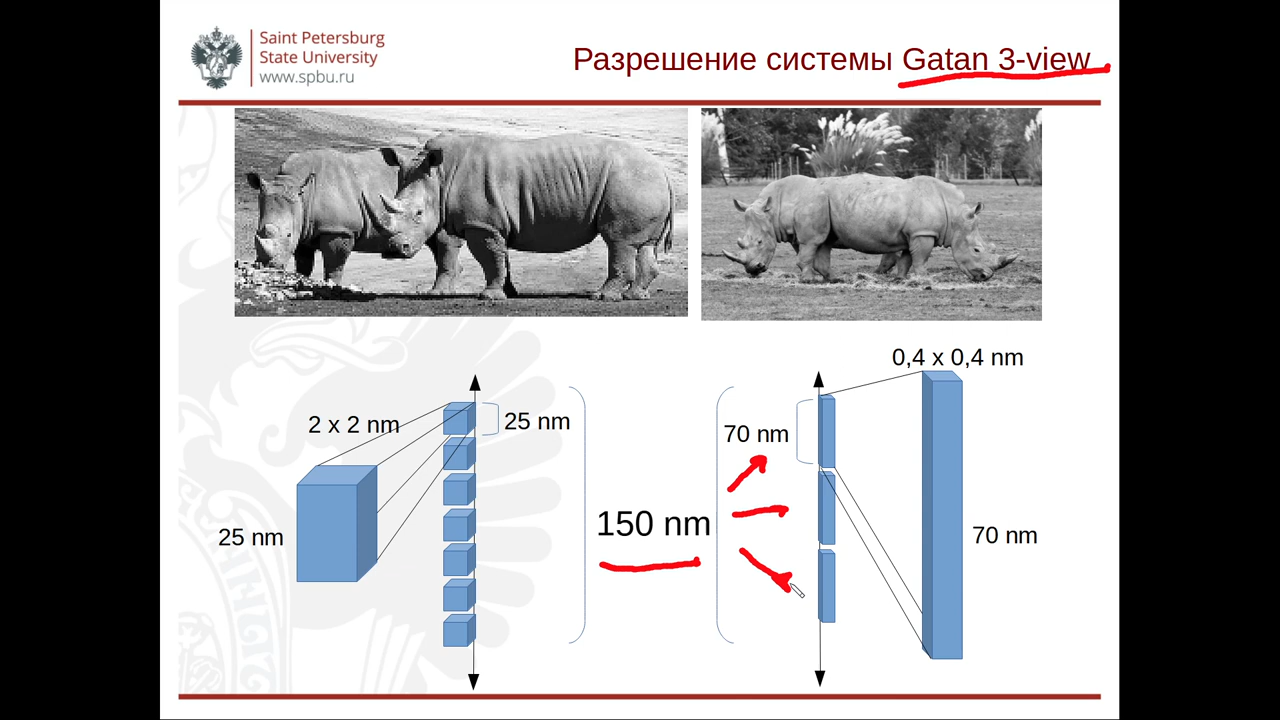 Saint Petersburg
State University
www.spbu.ru
Разрешение системы Gatan 3-view
0,4 x 0,4 nm
2 x 2 nm
25 nm
70 nm
150 nm
25 nm
70 nm